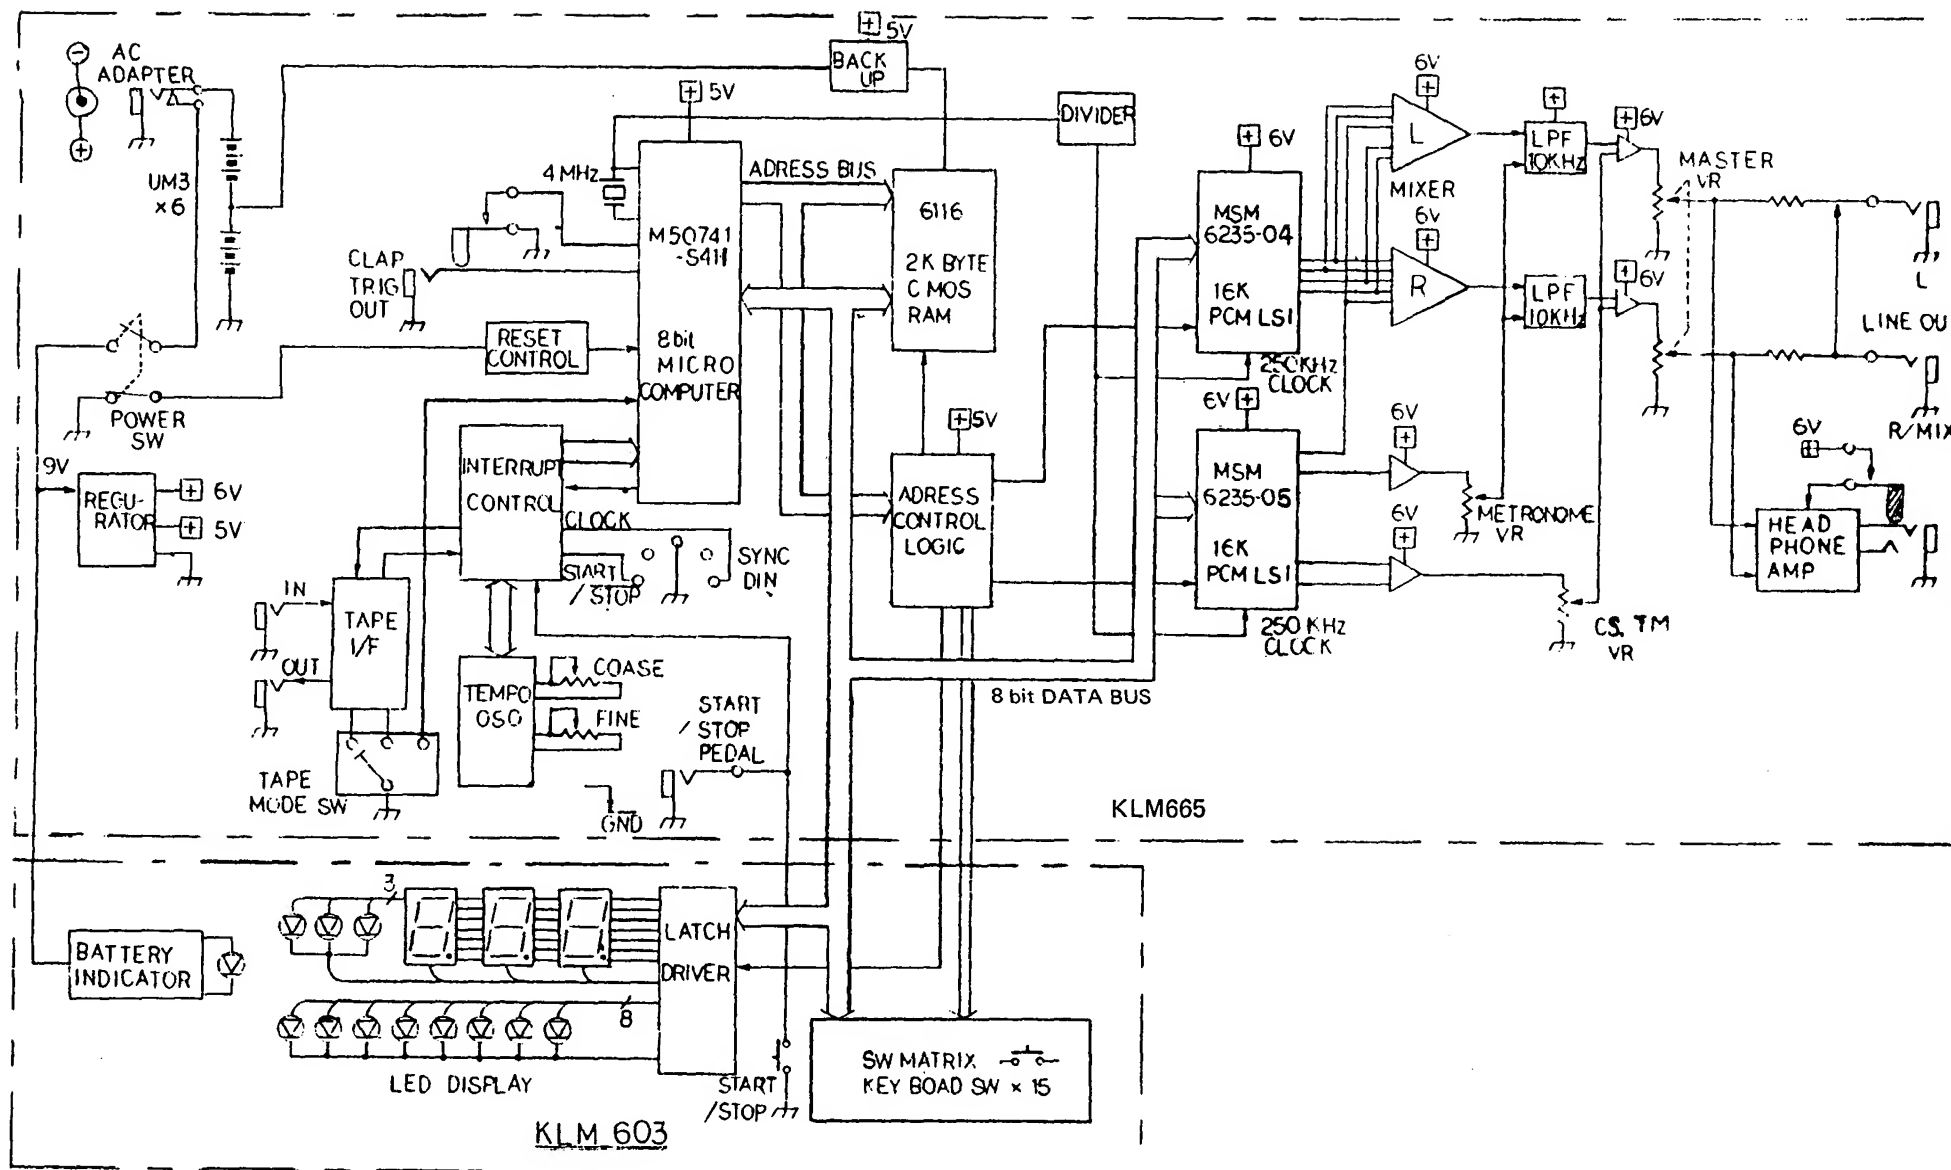 5V
BACK
UP
AC
ADAPTER
UM3
×6
5V
DIVIDER
4 MHz
ADRESS BUS
M50741
-S411
8bit
MICRO
COMPUTER
6116
2K BYTE
C MOS
RAM
CLAP
TRIG
OUT
RESET
CONTROL
POWER
SW
9V
REGU-
RATOR
6V
5V
INTERRUPT
CONTROL
CLOCK
START
/STOP
SYNC
DIN
IN
OUT
TAPE
I/F
TAPE
MODE SW
TEMPO
OSO
COASE
FINE
GND
START
/ STOP
PEDAL
5V
ADRESS
CONTROL
LOGIC
6V
MSM
6235-04
16K
PCM LSI
250KHz
CLOCK
6V
MSM
6235-05
16K
PCM LSI
250 KHz
CLOCK
8 bit DATA BUS
6V
L
MIXER
6V
R
LPF
10KHz
LPF
10KHz
6V
6V
MASTER
VR
6V
METRONOME
VR
6V
CS. TM
VR
L
LINE OU
R/MIX
6V
HEAD
PHONE
AMP
KLM665
BATTERY
INDICATOR
3
8
LATCH
DRIVER
LED DISPLAY
START
/STOP
SW MATRIX
KEY BOAD SW × 15
KLM 603